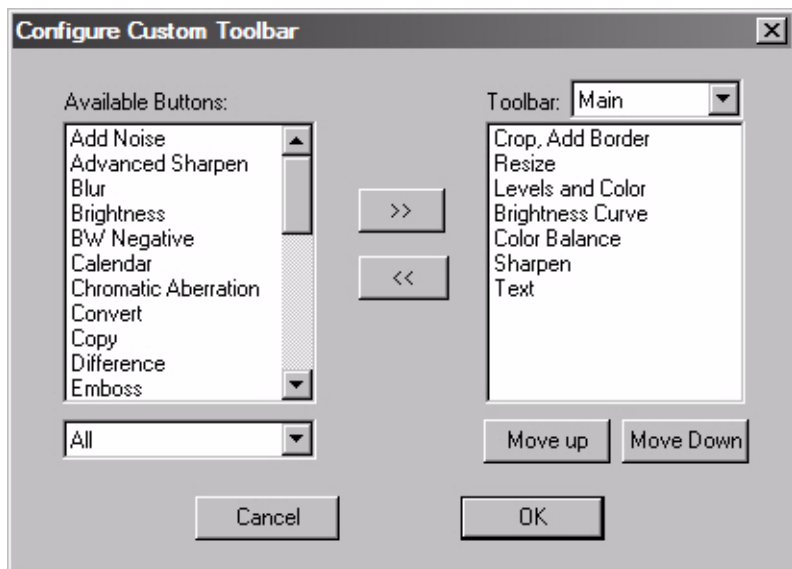 Configure Custom Toolbar
Available Buttons:
Add Noise
Advanced Sharpen
Blur
Brightness
BW Negative
Calendar
Chromatic Aberration
Convert
Copy
Difference
Emboss
All
>>
<<
Toolbar: Main
Crop, Add Border
Resize
Levels and Color
Brightness Curve
Color Balance
Sharpen
Text
Move up Move Down
Cancel OK